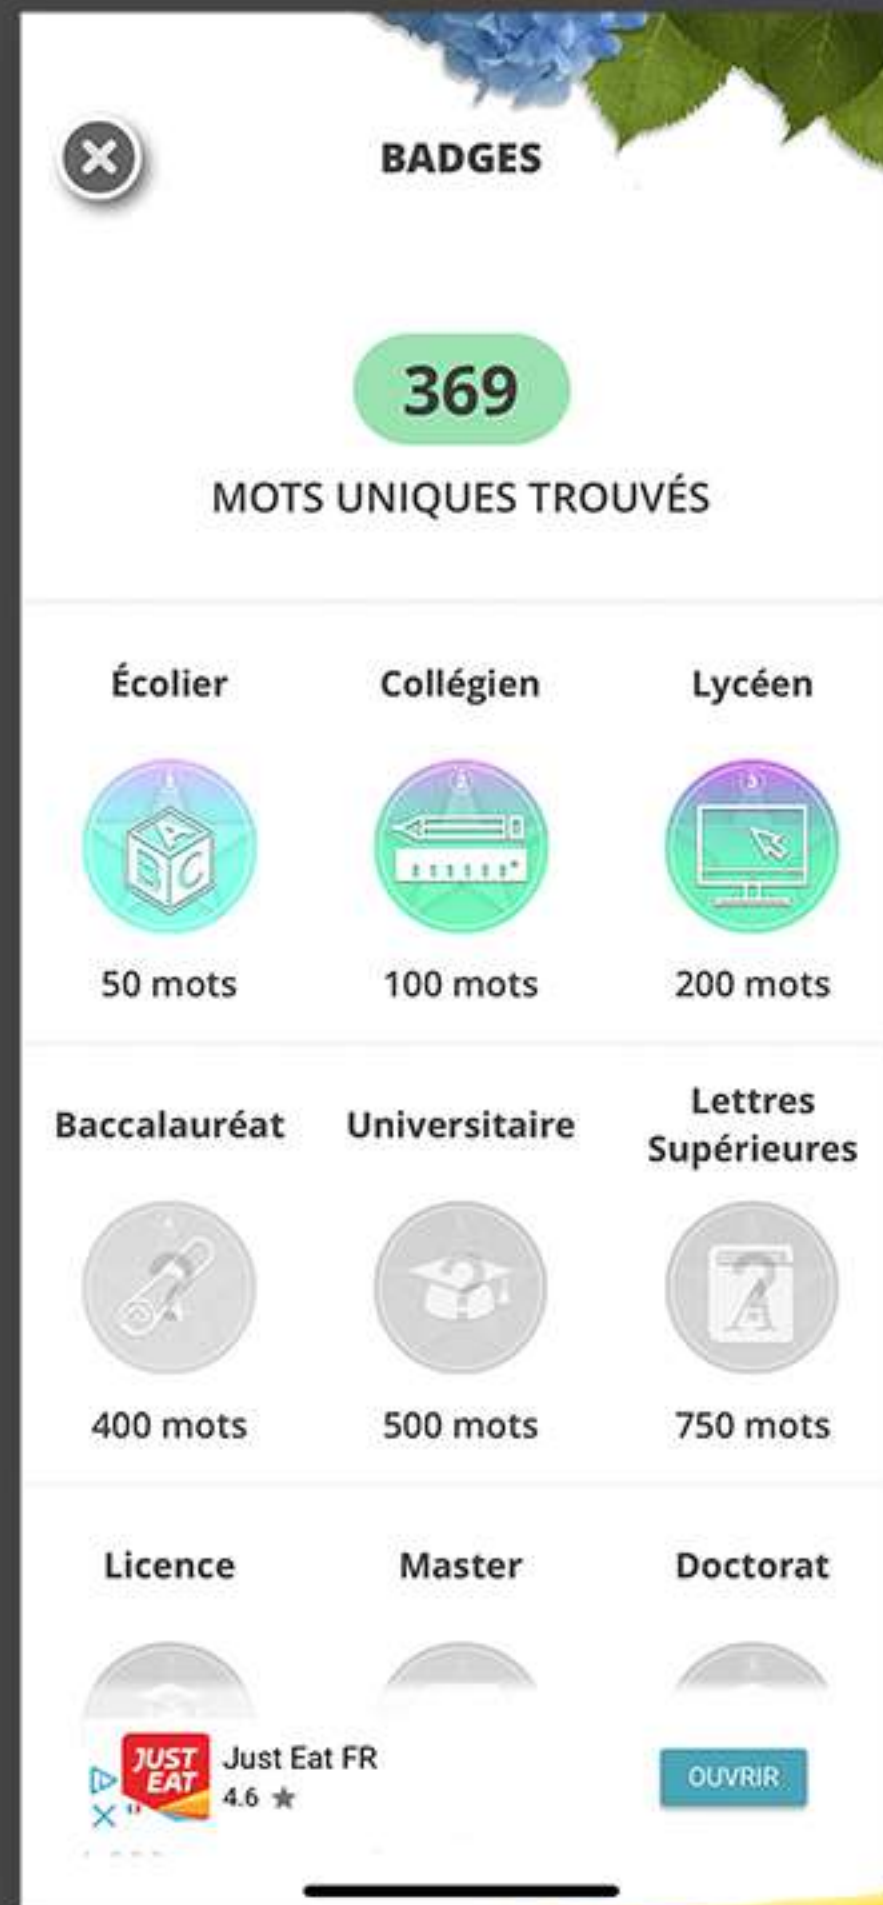 BADGES
369
MOTS UNIQUES TROUVÉS
Écolier Collégien Lycéen
A
B C
50 mots 100 mots 200 mots
Baccalauréat Universitaire Lettres
Supérieures
? ? ?
A
400 mots 500 mots 750 mots
Licence Master Doctorat
JUST
EAT
Just Eat FR
4.6 ★
OUVRIR